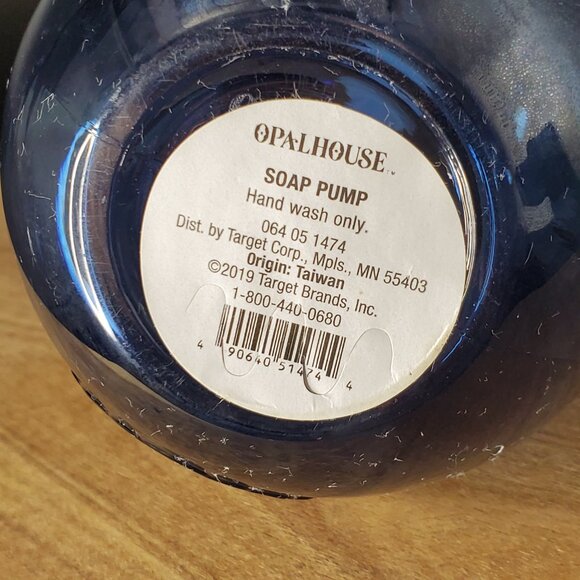 OPALHOUSE™
SOAP PUMP
Hand wash only.
064 05 1474
Dist. by Target Corp., Mpls., MN 55403
Origin: Taiwan
©2019 Target Brands, Inc.
1-800-440-0680
4 90640 51474 4